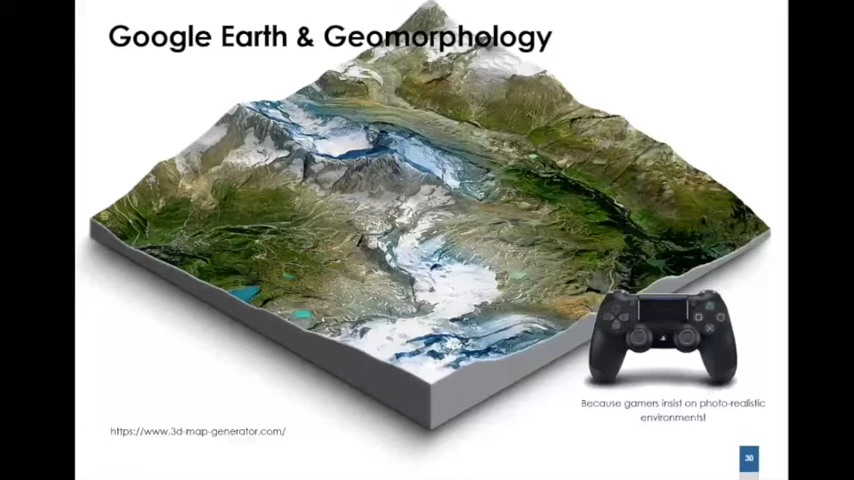 Google Earth & Geomorphology
Because gamers insist on photo-realistic
environments!
https://www.3d-map-generator.com/
30